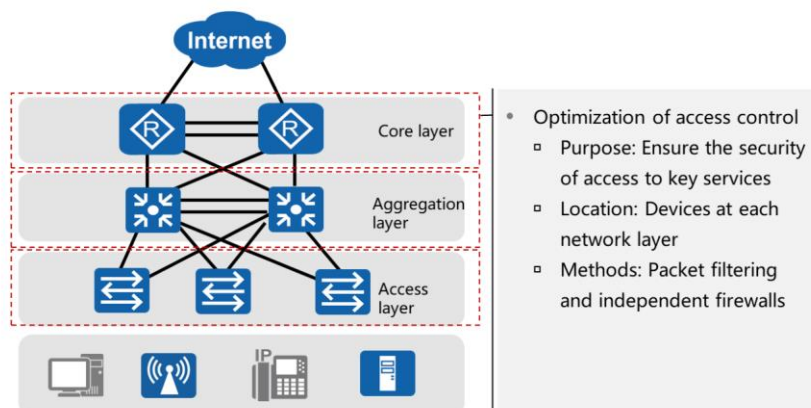 Internet
R
R
Core layer
Aggregation
layer
Access
layer
IP
• Optimization of access control
▫ Purpose: Ensure the security
of access to key services
▫ Location: Devices at each
network layer
▫ Methods: Packet filtering
and independent firewalls